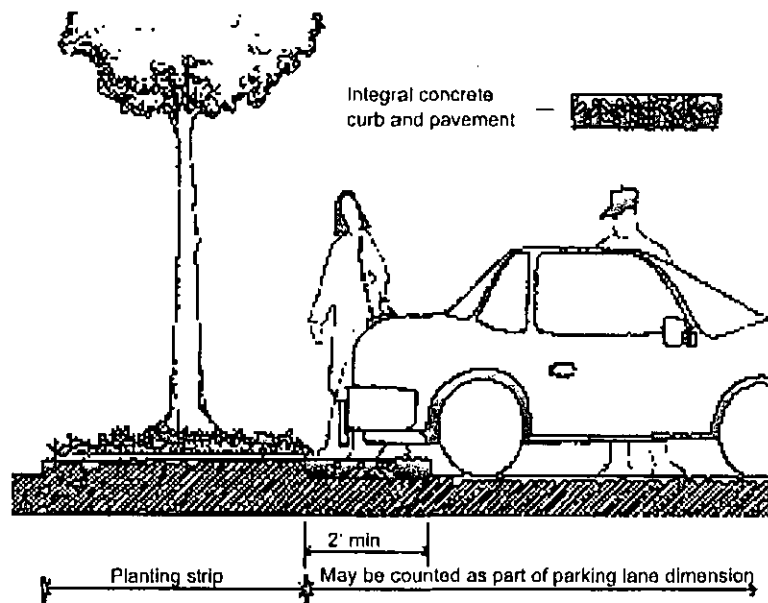 Integral concrete
curb and pavement
2' min
Planting strip
May be counted as part of parking lane dimension